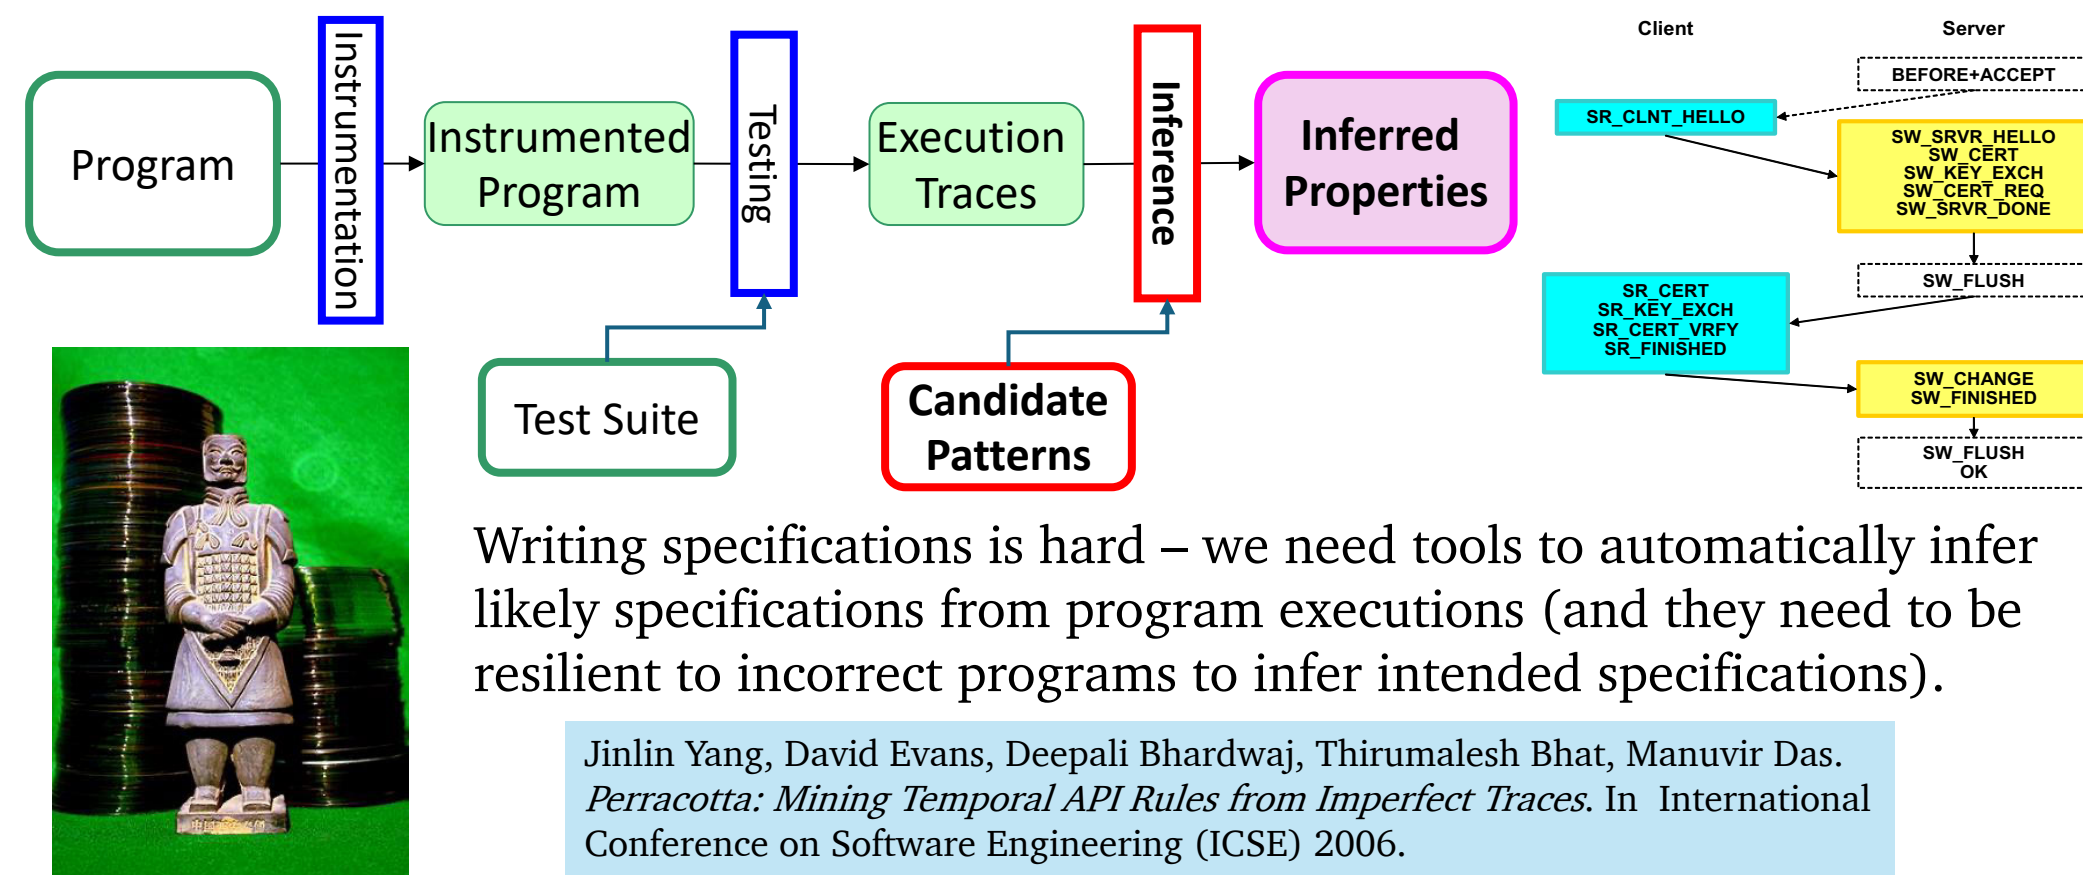 Program
Instrumentation
Instrumented
Program
Testing
Execution
Traces
Inference
Inferred
Properties
Test Suite
Candidate
Patterns
Client
Server
BEFORE+ACCEPT
SR_CLNT_HELLO
SW_SRVR_HELLO
SW_CERT
SW_KEY_EXCH
SW_CERT_REQ
SW_SRVR_DONE
SW_FLUSH
SR_CERT
SR_KEY_EXCH
SR_CERT_VRFY
SR_FINISHED
SW_CHANGE
SW_FINISHED
SW_FLUSH
OK
Writing specifications is hard – we need tools to automatically infer
likely specifications from program executions (and they need to be
resilient to incorrect programs to infer intended specifications).
Jinlin Yang, David Evans, Deepali Bhardwaj, Thirumalesh Bhat, Manuvir Das.
Perracotta: Mining Temporal API Rules from Imperfect Traces. In International
Conference on Software Engineering (ICSE) 2006.